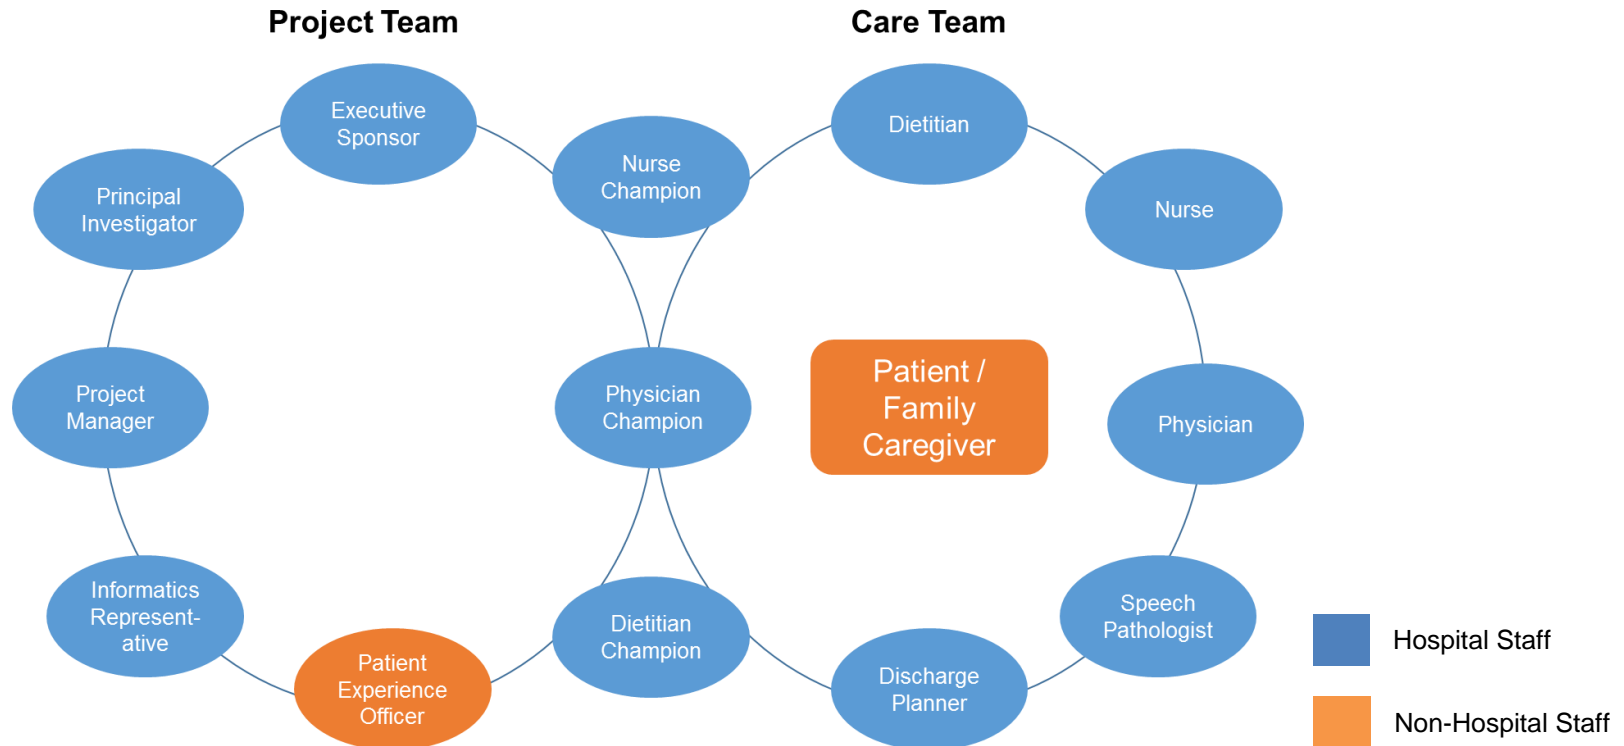 Project Team
Care Team
Executive
Sponsor
Dietitian
Nurse
Champion
Principal
Investigator
Nurse
Project
Manager
Physician
Champion
Patient /
Family
Caregiver
Physician
Informatics
Represent-
ative
Dietitian
Champion
Speech
Pathologist
Patient
Experience
Officer
Discharge
Planner
Hospital Staff
Non-Hospital Staff